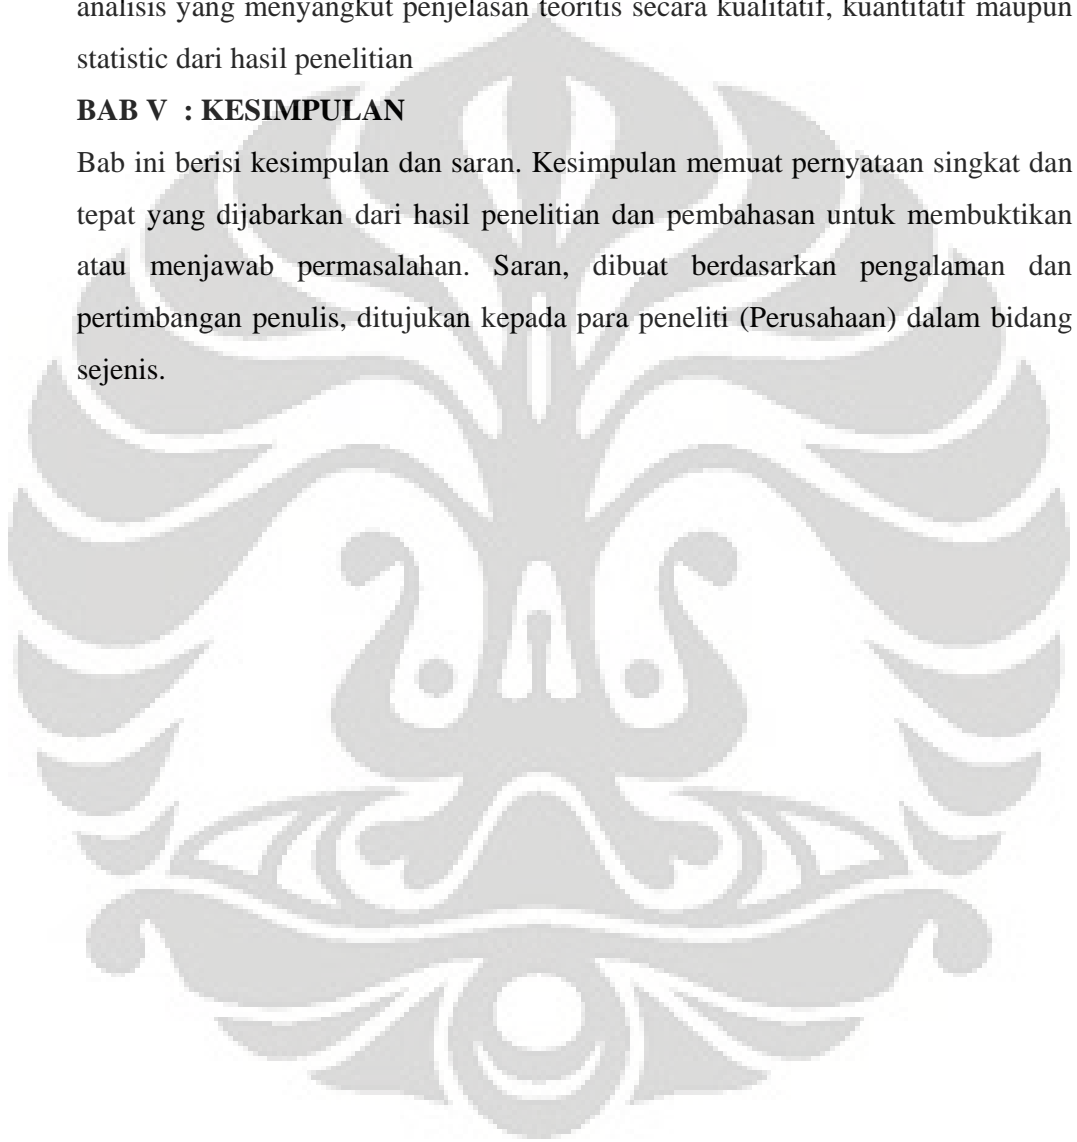 analisis yang menyangkut penjelasan teoritis secara kualitatif, kuantitatif maupun
statistic dari hasil penelitian
BAB V : KESIMPULAN
Bab ini berisi kesimpulan dan saran. Kesimpulan memuat pernyataan singkat dan
tepat yang dijabarkan dari hasil penelitian dan pembahasan untuk membuktikan
atau menjawab permasalahan. Saran, dibuat berdasarkan pengalaman dan
pertimbangan penulis, ditujukan kepada para peneliti (Perusahaan) dalam bidang
sejenis.